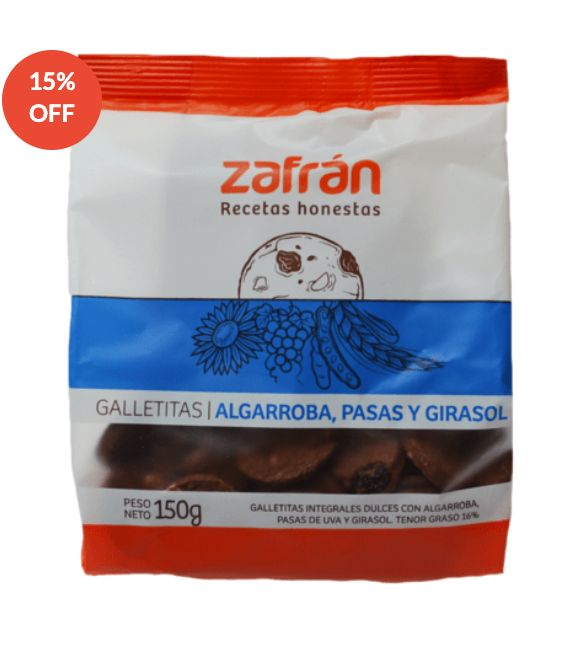 15%
OFF
zafrán
Recetas honestas
GALLETITAS | ALGARROBA, PASAS Y GIRASOL
PESO
NETO 150g
GALLETITAS INTEGRALES DULCES CON ALGARROBA,
PASAS DE UVA Y GIRASOL. TENOR GRASO 16%